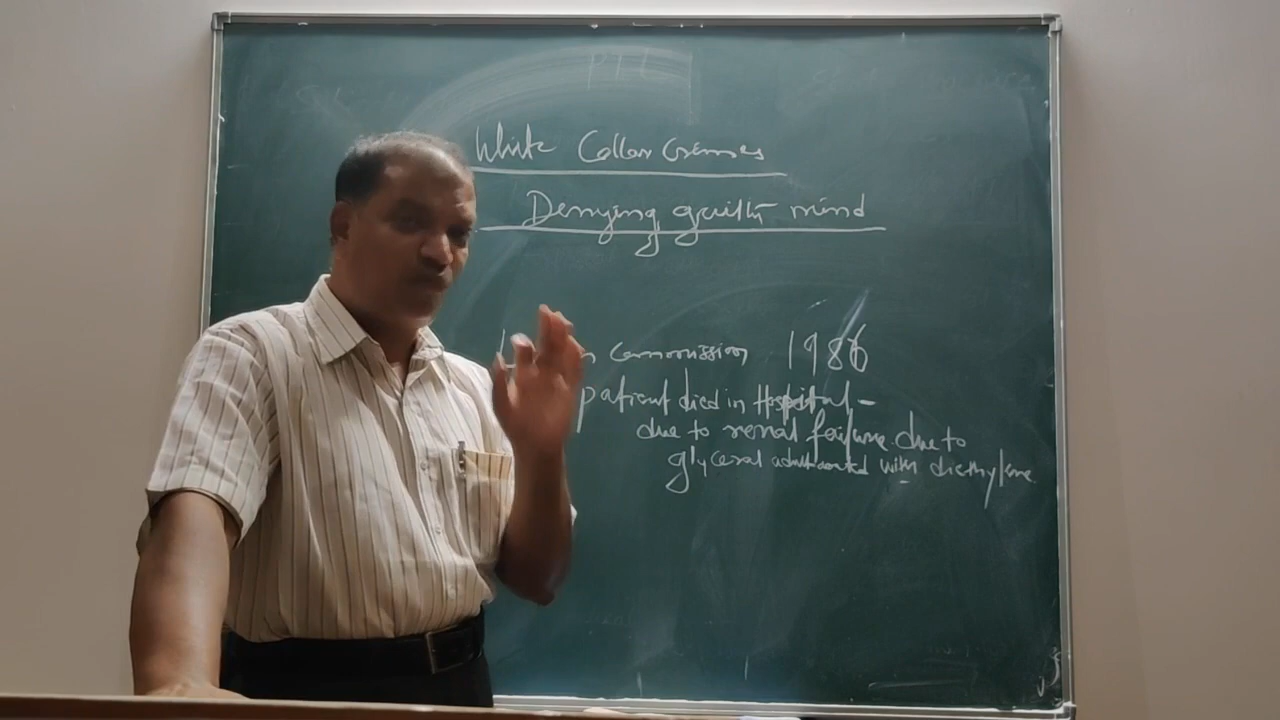 White Collar Crimes
Denying guilty mind
Commission 1986
patient died in Hospital -
due to renal failure due to
glycerol adultrated with diethylene